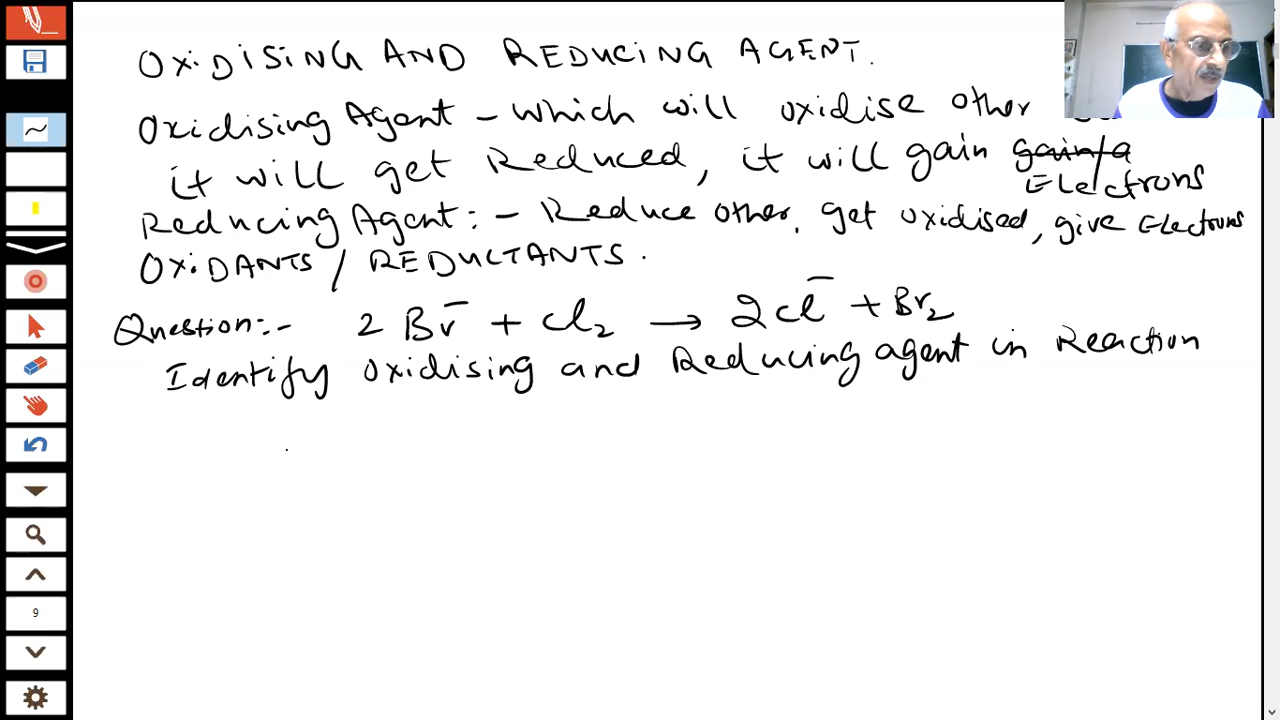 OXIDISING AND REDUCING AGENT.
Oxidising Agent - which will oxidise other
it will get Reduced, it will gain gain/a Electrons
Reducing Agent: - Reduce other, get oxidised, give Electrons
OXIDANTS / REDUCTANTS.
Question:- 2 Br⁻ + Cl₂ → 2Cl⁻ + Br₂
Identify oxidising and Reducing agent in Reaction
9